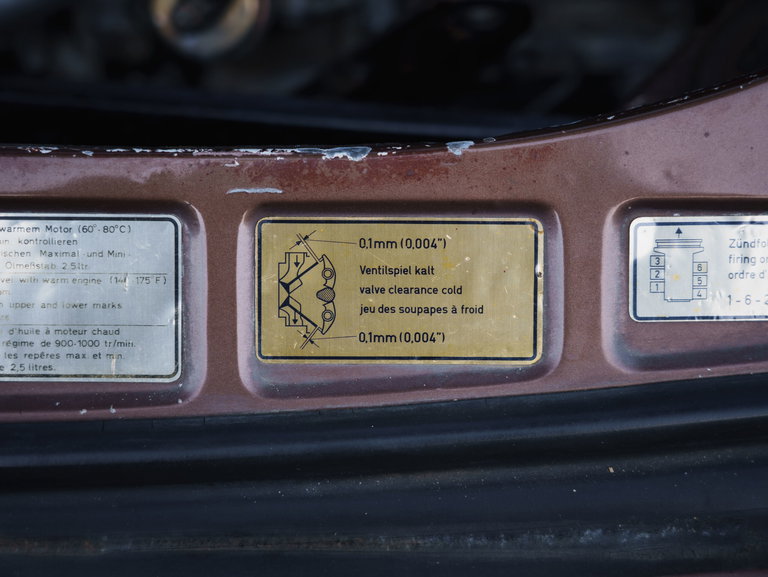 warmem Motor (60°-80°C)
kontrollieren
Maximal- und Mini-
Ölmeßstab: 2,5 ltr.
with warm engine
upper and lower marks
d'huile à moteur chaud
régime de 900-1000 tr/min.
les repères max et min.
2,5 litres.
0,1mm (0,004")
Ventilspiel kalt
valve clearance cold
jeu des soupapes à froid
0,1mm (0,004")
3
2
1
6
5
4
Zündfo
firing or
ordre d'
1-6-2